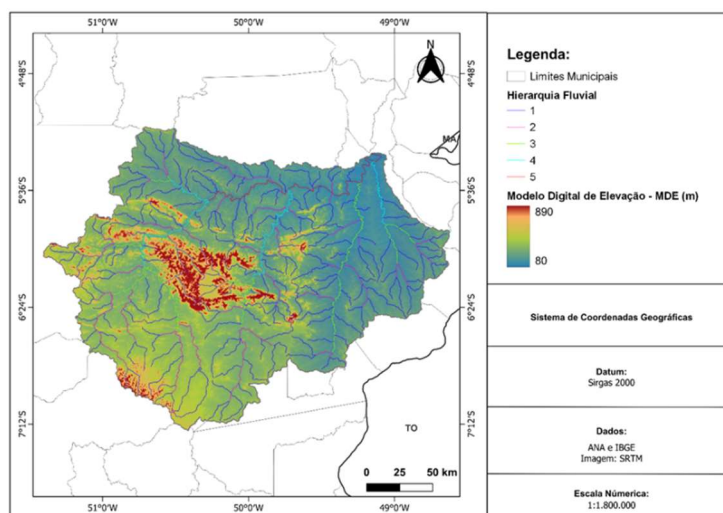 51°0'W
50°0'W
49°0'W
4°48'S
5°36'S
6°24'S
7°12'S
4°48'S
5°36'S
6°24'S
7°12'S
N
MA
TO
0 25 50 km
51°0'W
50°0'W
49°0'W
Legenda:
Limites Municipais
Hierarquia Fluvial
1
2
3
4
5
Modelo Digital de Elevação - MDE (m)
890
80
Sistema de Coordenadas Geográficas
Datum:
Sirgas 2000
Dados:
ANA e IBGE
Imagem: SRTM
Escala Númerica:
1:1.800.000